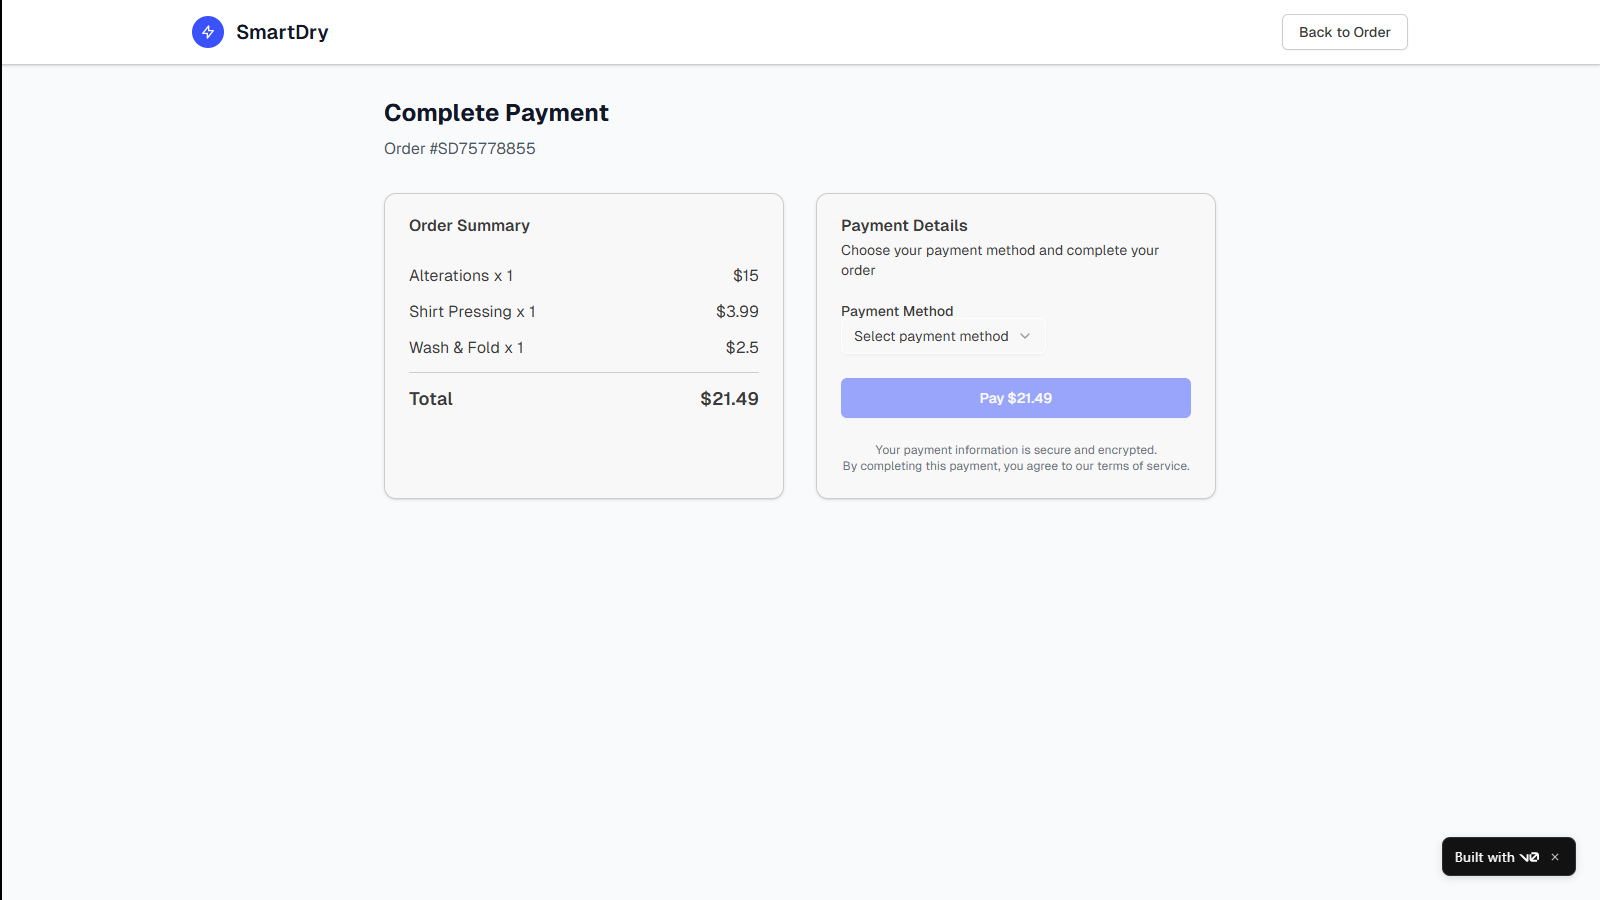 SmartDry
Back to Order
Complete Payment
Order #SD75778855
Order Summary
Alterations x 1 $15
Shirt Pressing x 1 $3.99
Wash & Fold x 1 $2.5
Total $21.49
Payment Details
Choose your payment method and complete your
order
Payment Method
Select payment method
Pay $21.49
Your payment information is secure and encrypted.
By completing this payment, you agree to our terms of service.
Built with v0